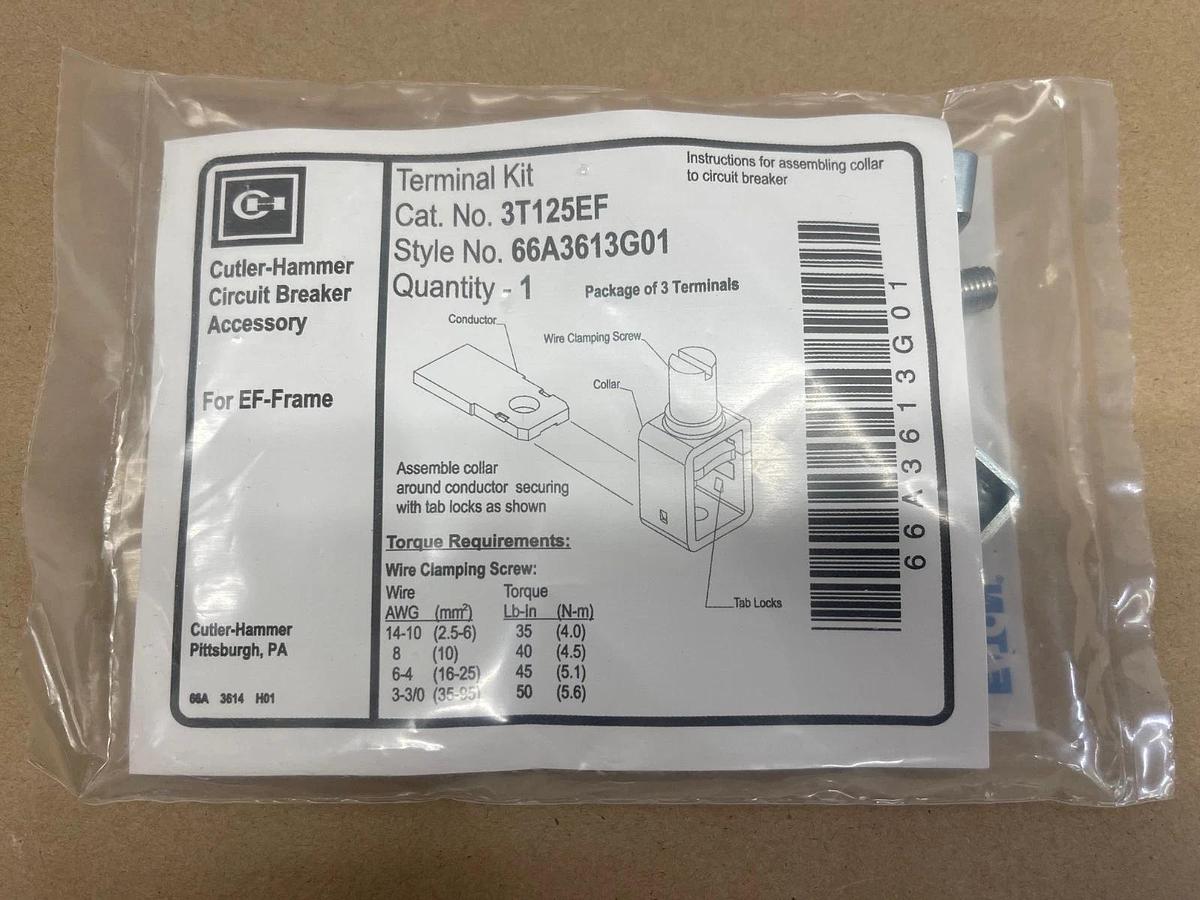 Cutler-Hammer
Circuit Breaker
Accessory
For EF-Frame
Cutler-Hammer
Pittsburgh, PA
66A 3614 H01
Terminal Kit
Cat. No. 3T125EF
Style No. 66A3613G01
Quantity - 1
Package of 3 Terminals
Instructions for assembling collar
to circuit breaker
Conductor
Wire Clamping Screw
Collar
Assemble collar
around conductor securing
with tab locks as shown
Tab Locks
Torque Requirements:
Wire Clamping Screw:
Wire Torque
AWG (mm²) Lb-In (N-m)
14-10 (2.5-6) 35 (4.0)
8 (10) 40 (4.5)
6-4 (16-25) 45 (5.1)
3-3/0 (35-95) 50 (5.6)
66A3613G01